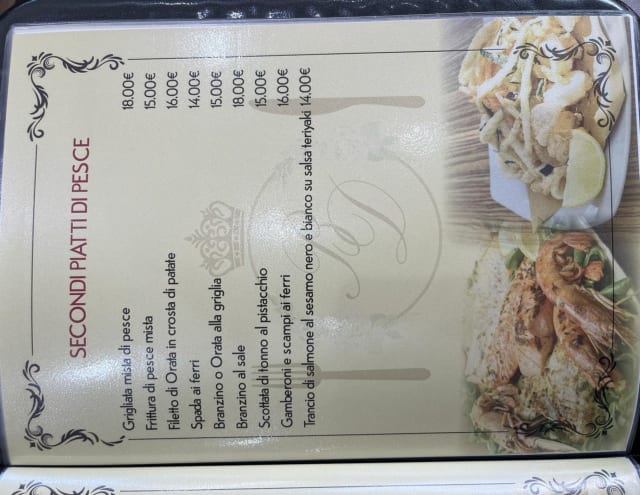 SECONDI PIATTI DI PESCE
Grigliata mista di pesce 18.00€
Frittura di pesce mista 15.00€
Filetto di Orata in crosta di patate 16.00€
Spada ai ferri 14.00€
Branzino o Orata alla griglia 15.00€
Branzino al sale 18.00€
Scottata di tonno al pistacchio 15.00€
Gamberoni e scampi ai ferri 16.00€
Trancio di salmone al sesamo nero e bianco su salsa teriyaki 14.00€